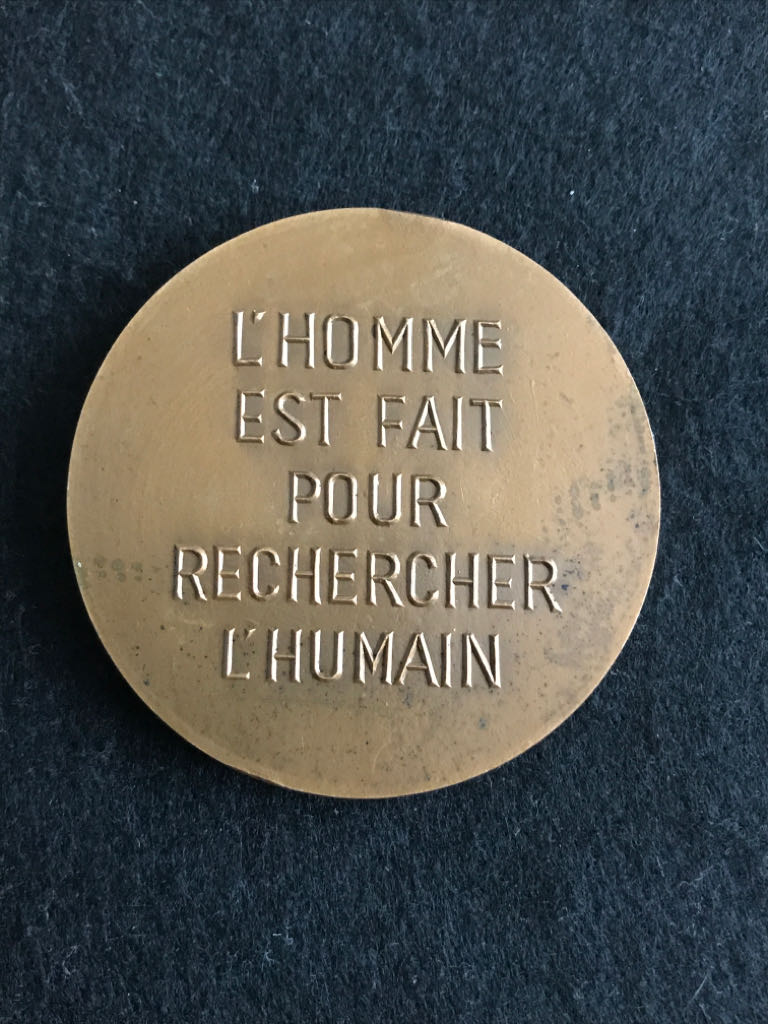 L'HOMME
EST FAIT
POUR
RECHERCHER
L'HUMAIN